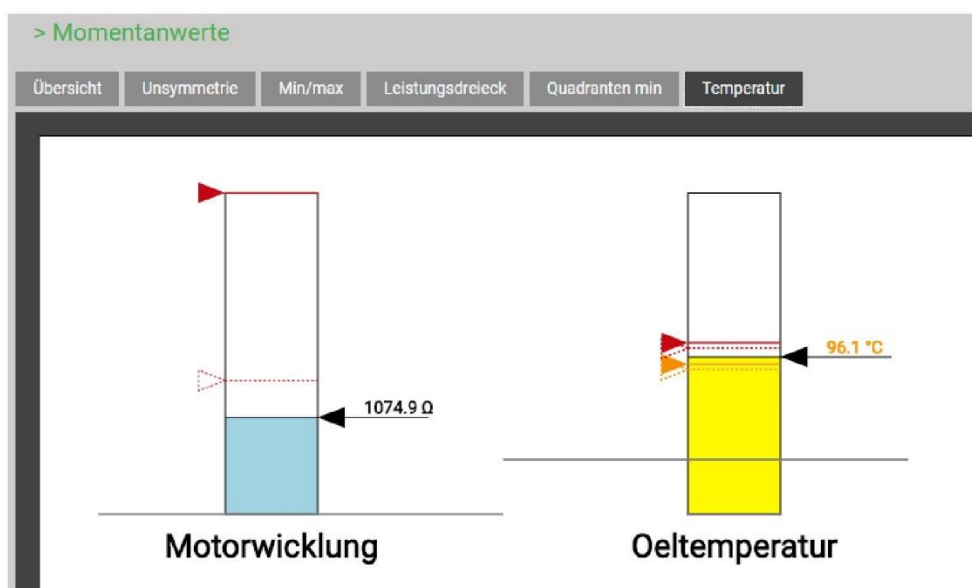 > Momentanwerte
Übersicht Unsymmetrie Min/max Leistungsdreieck Quadranten min Temperatur
96.1 °C
1074.9 Ω
Motorwicklung Oeltemperatur